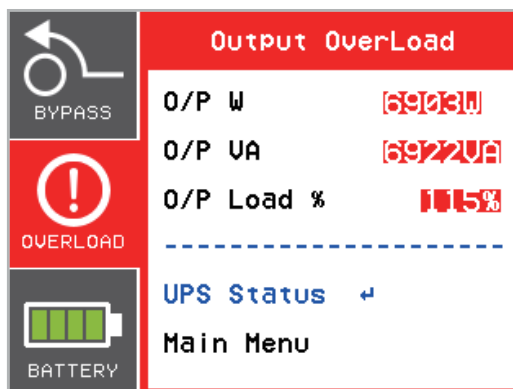 BYPASS
OVERLOAD
BATTERY
Output OverLoad
O/P W 6903W
O/P VA 6922VA
O/P Load % 115%
UPS Status ↵
Main Menu